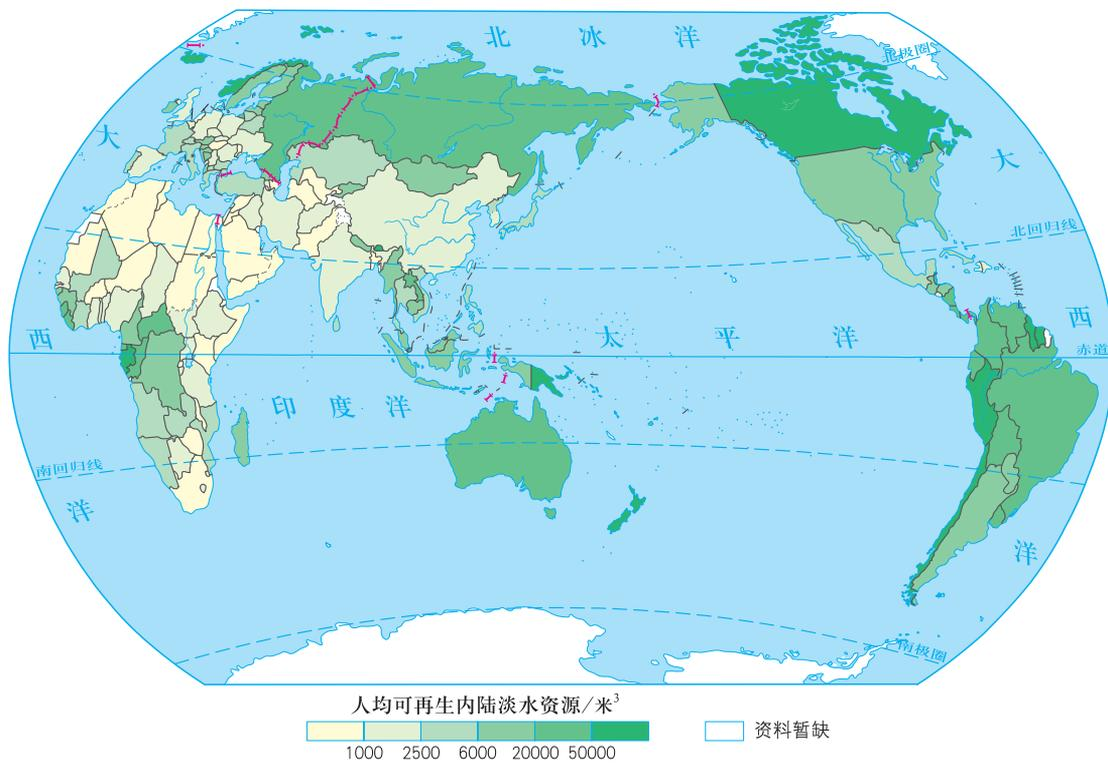 北冰洋
北极圈
大
大
北回归线
西
西
太平洋
赤道
印度洋
南回归线
洋
洋
南极圈
人均可再生内陆淡水资源/米³
1000 2500 6000 20000 50000
资料暂缺